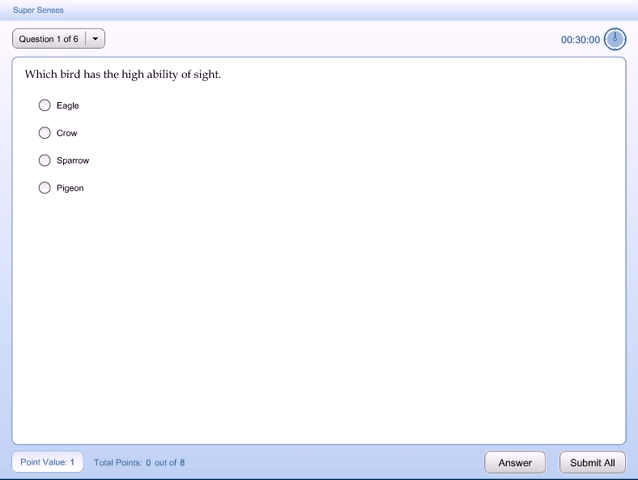 Super Senses
Question 1 of 6
00:30:00
Which bird has the high ability of sight.
Eagle
Crow
Sparrow
Pigeon
Point Value: 1
Total Points: 0 out of 8
Answer
Submit All